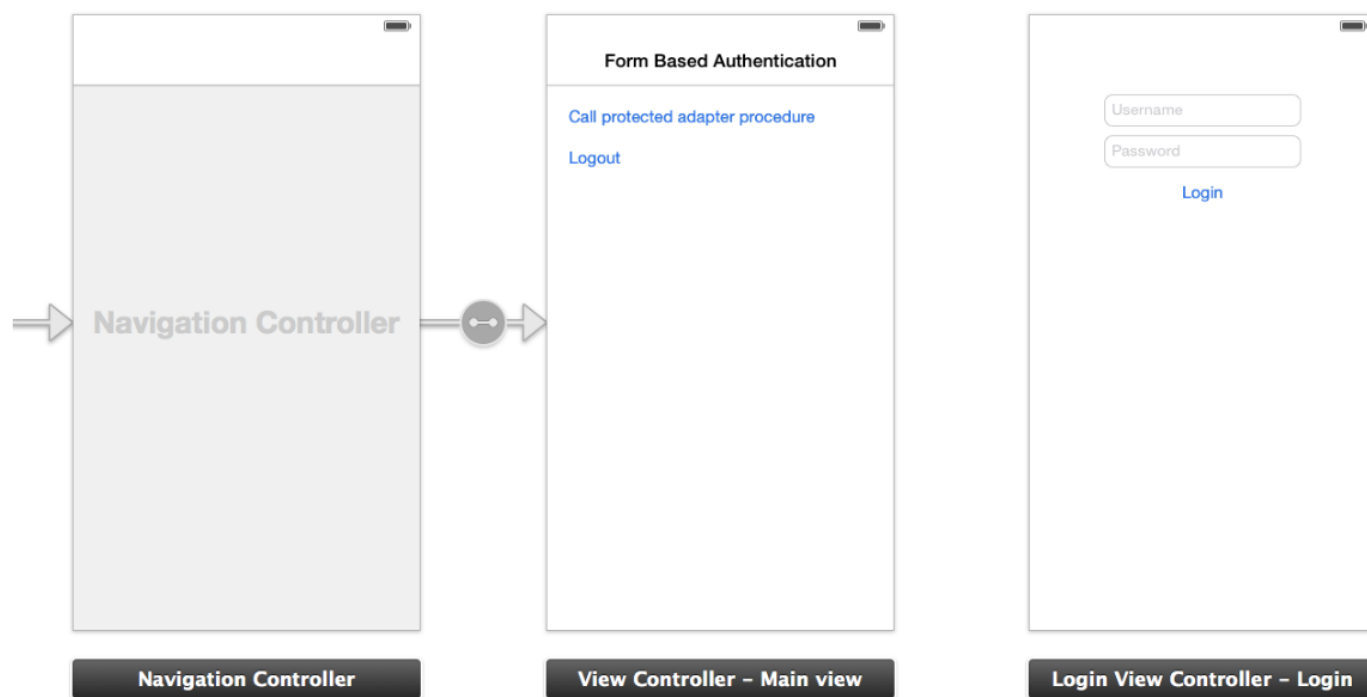 Navigation Controller
Navigation Controller
Form Based Authentication
Call protected adapter procedure
Logout
View Controller – Main view
Username
Password
Login
Login View Controller – Login